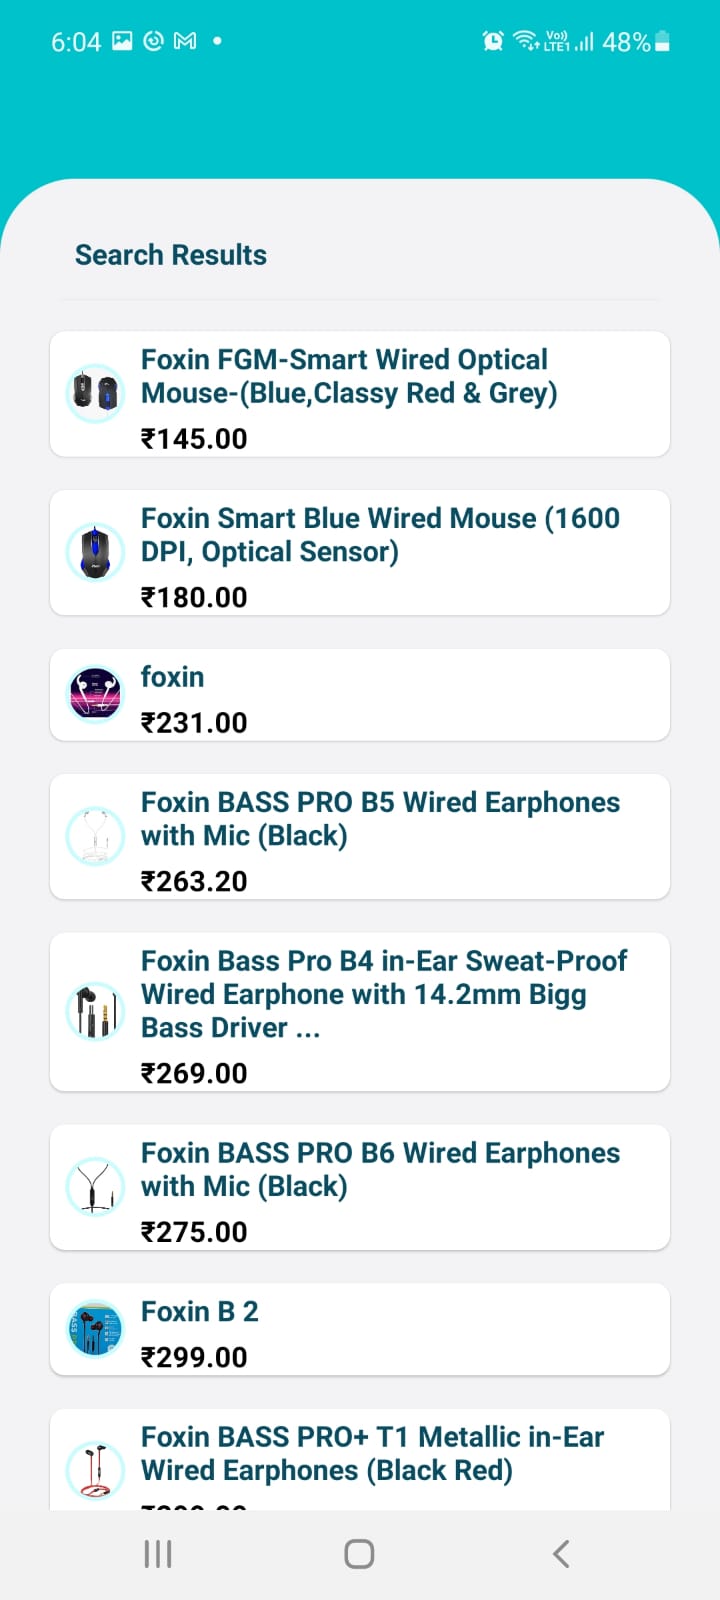 6:04
Vo))
LTE1
48%
Search Results
Foxin FGM-Smart Wired Optical
Mouse-(Blue,Classy Red & Grey)
₹145.00
Foxin Smart Blue Wired Mouse (1600
DPI, Optical Sensor)
₹180.00
foxin
₹231.00
Foxin BASS PRO B5 Wired Earphones
with Mic (Black)
₹263.20
Foxin Bass Pro B4 in-Ear Sweat-Proof
Wired Earphone with 14.2mm Bigg
Bass Driver ...
₹269.00
Foxin BASS PRO B6 Wired Earphones
with Mic (Black)
₹275.00
Foxin B 2
₹299.00
Foxin BASS PRO+ T1 Metallic in-Ear
Wired Earphones (Black Red)